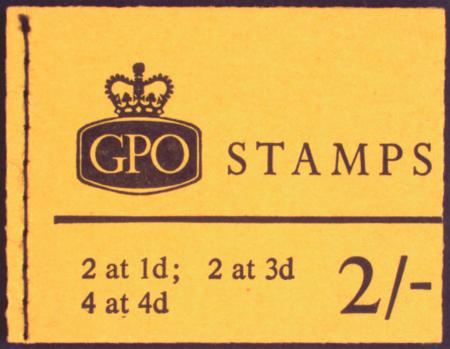 GPO STAMPS
2 at 1d; 2 at 3d
4 at 4d
2/-